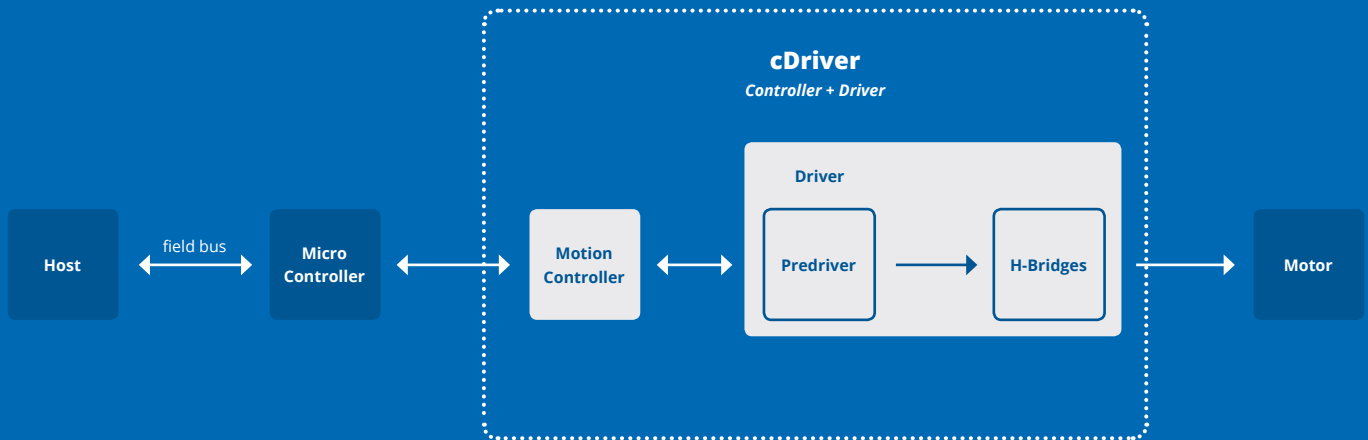 cDriver
Controller + Driver
Driver
Host
field bus
Micro
Controller
Motion
Controller
Predriver
H-Bridges
Motor